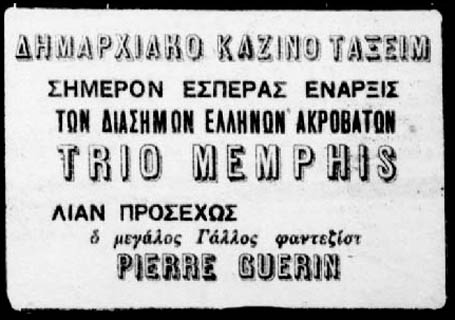 ΔΗΜΑΡΧΙΑΚΟ ΚΑΖΙΝΟ ΤΑΞΕΙΜ
ΣΗΜΕΡΟΝ ΕΣΠΕΡΑΣ ΕΝΑΡΞΙΣ
ΤΩΝ ΔΙΑΣΗΜΩΝ ΕΛΛΗΝΩΝ ΑΚΡΟΒΑΤΩΝ
TRIO MEMPHIS
ΛΙΑΝ ΠΡΟΣΕΧΩΣ
ὁ μεγάλος Γάλλος φαντεζίστ
PIERRE GUERIN